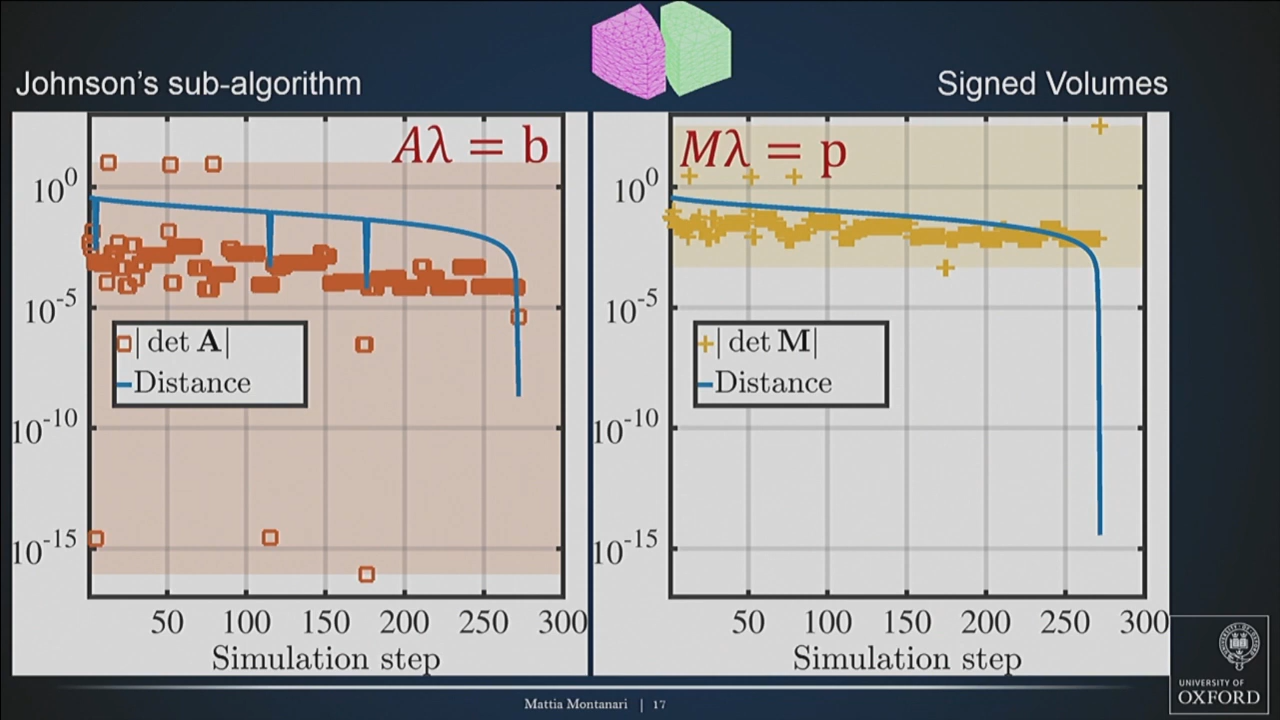 Johnson's sub-algorithm
Signed Volumes
Aλ = b
10^0
10^-5
10^-10
10^-15
| det A|
Distance
50 100 150 200 250 300
Simulation step
Mλ = p
10^0
10^-5
10^-10
10^-15
| det M|
Distance
50 100 150 200 250 300
Simulation step
Mattia Montanari | 17
UNIVERSITY OF
OXFORD